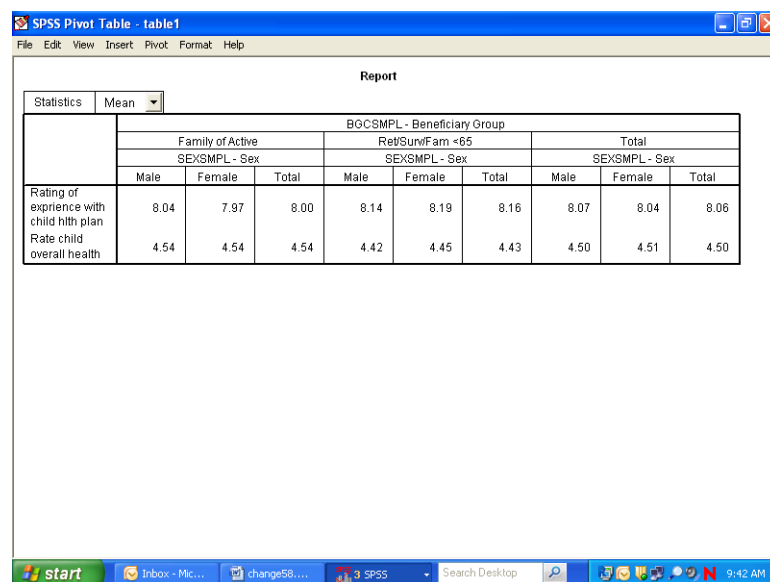 SPSS Pivot Table - table1
File Edit View Insert Pivot Format Help
Report
Statistics Mean
BGCSMPL - Beneficiary Group
Family of Active Ret/Surv/Fam <65 Total
SEXSMPL - Sex SEXSMPL - Sex SEXSMPL - Sex
Male Female Total Male Female Total Male Female Total
Rating of
exprience with
child hlth plan 8.04 7.97 8.00 8.14 8.19 8.16 8.07 8.04 8.06
Rate child
overall health 4.54 4.54 4.54 4.42 4.45 4.43 4.50 4.51 4.50
start Inbox - Mic... change58.... 3 SPSS Search Desktop N 9:42 AM